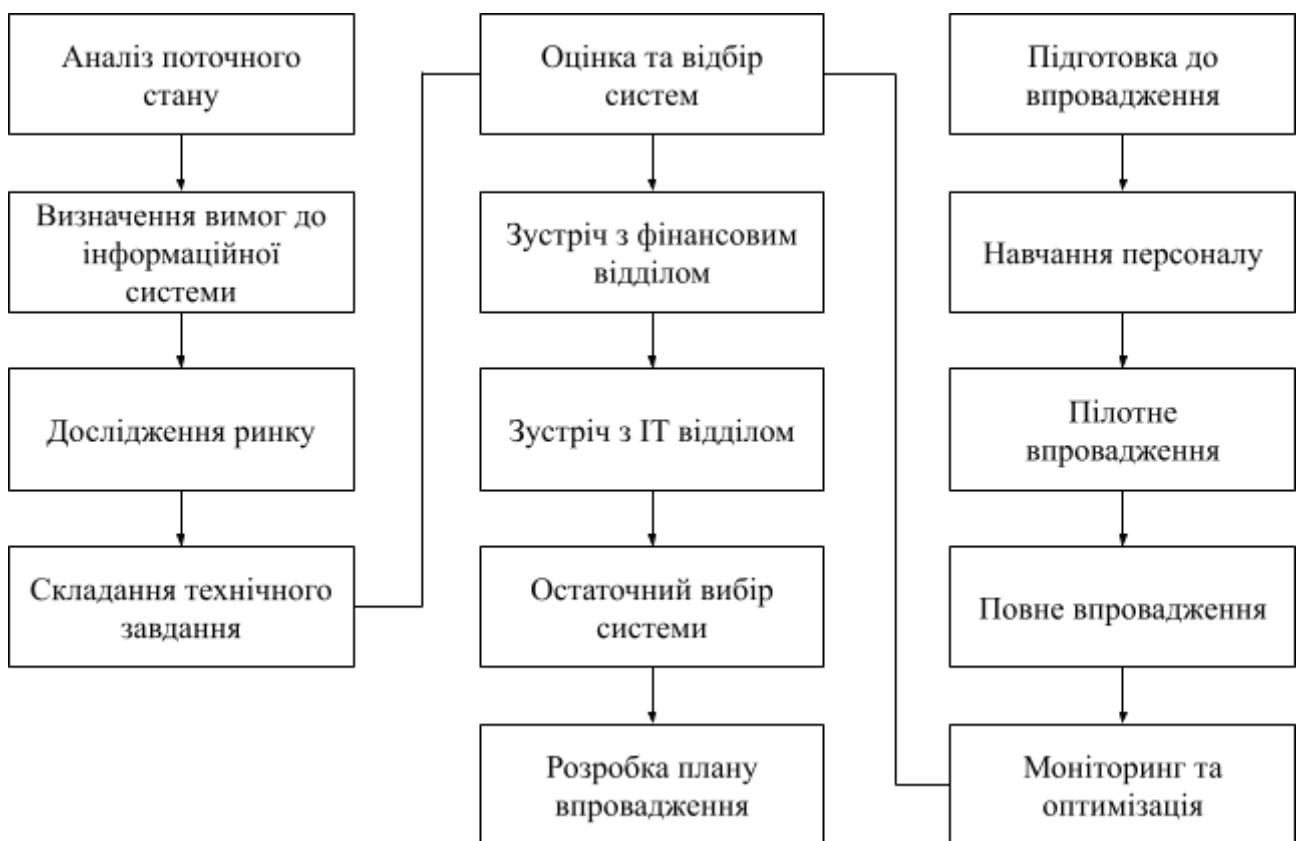 Аналіз поточного
стану
Визначення вимог до
інформаційної
системи
Дослідження ринку
Складання технічного
завдання
Оцінка та відбір
систем
Зустріч з фінансовим
відділом
Зустріч з ІТ відділом
Остаточний вибір
системи
Розробка плану
впровадження
Підготовка до
впровадження
Навчання персоналу
Пілотне
впровадження
Повне впровадження
Моніторинг та
оптимізація